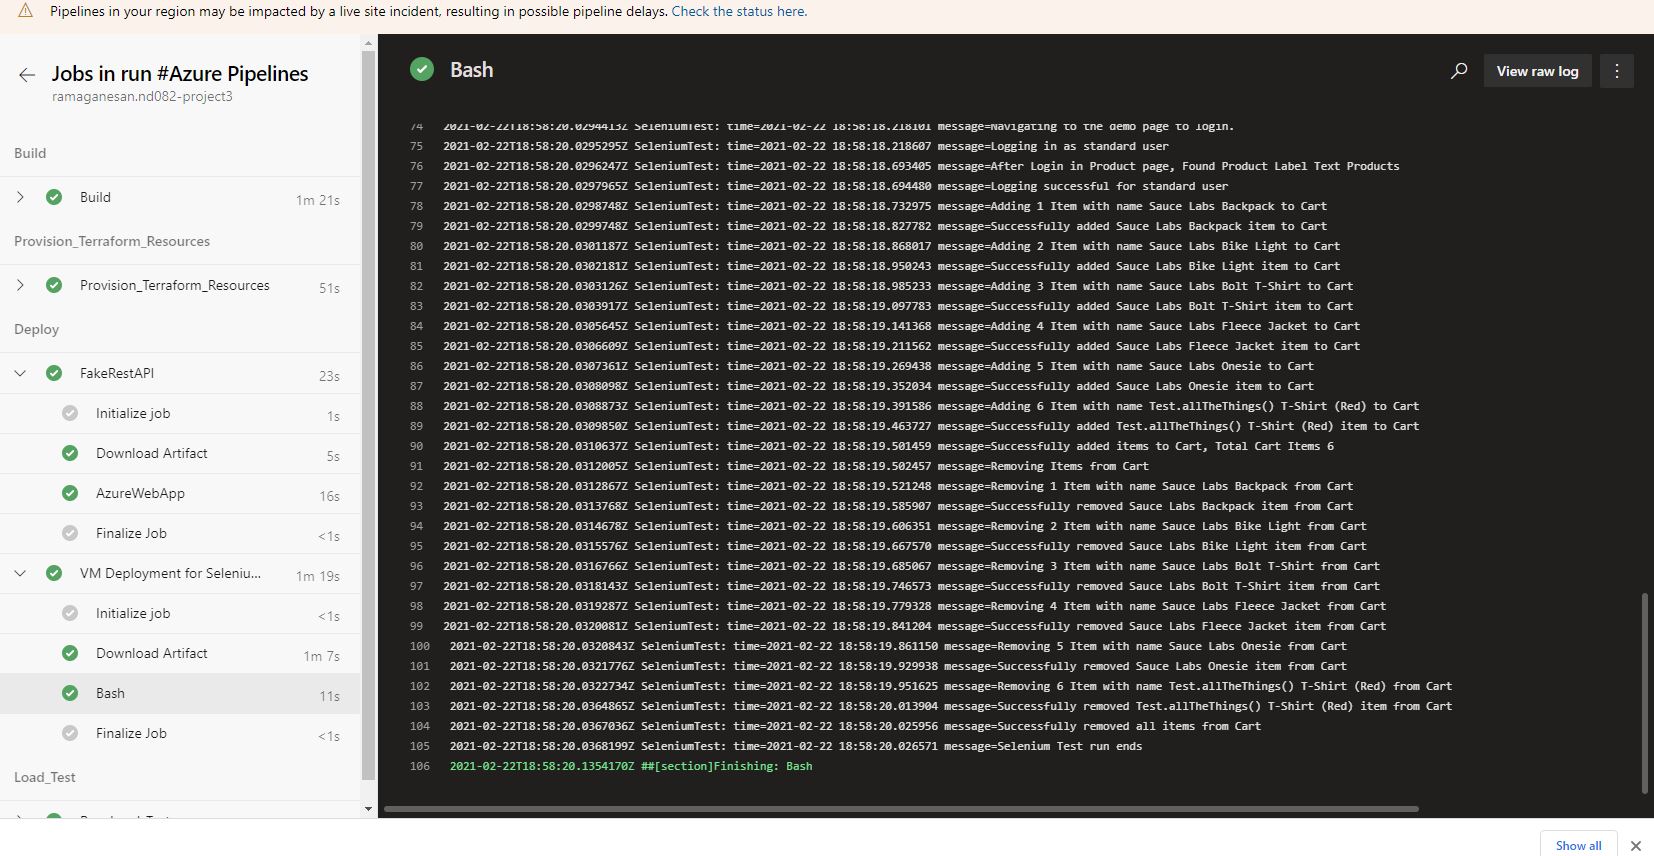 Pipelines in your region may be impacted by a live site incident, resulting in possible pipeline delays. Check the status here.
Jobs in run #Azure Pipelines
ramaganesan.nd082-project3
Build
Build 1m 21s
Provision_Terraform_Resources
Provision_Terraform_Resources 51s
Deploy
FakeRestAPI 23s
Initialize job 1s
Download Artifact 5s
AzureWebApp 16s
Finalize Job <1s
VM Deployment for Seleniu... 1m 19s
Initialize job <1s
Download Artifact 1m 7s
Bash 11s
Finalize Job <1s
Load_Test
Bash
View raw log
74 2021-02-22T18:58:20.0294413Z SeleniumTest: time=2021-02-22 18:58:18.218101 message=Navigating to the demo page to login.
75 2021-02-22T18:58:20.0295295Z SeleniumTest: time=2021-02-22 18:58:18.218607 message=Logging in as standard user
76 2021-02-22T18:58:20.0296247Z SeleniumTest: time=2021-02-22 18:58:18.693405 message=After Login in Product page, Found Product Label Text Products
77 2021-02-22T18:58:20.0297965Z SeleniumTest: time=2021-02-22 18:58:18.694480 message=Logging successful for standard user
78 2021-02-22T18:58:20.0298748Z SeleniumTest: time=2021-02-22 18:58:18.732975 message=Adding 1 Item with name Sauce Labs Backpack to Cart
79 2021-02-22T18:58:20.0299748Z SeleniumTest: time=2021-02-22 18:58:18.827782 message=Successfully added Sauce Labs Backpack item to Cart
80 2021-02-22T18:58:20.0301187Z SeleniumTest: time=2021-02-22 18:58:18.868017 message=Adding 2 Item with name Sauce Labs Bike Light to Cart
81 2021-02-22T18:58:20.0302181Z SeleniumTest: time=2021-02-22 18:58:18.950243 message=Successfully added Sauce Labs Bike Light item to Cart
82 2021-02-22T18:58:20.0303126Z SeleniumTest: time=2021-02-22 18:58:18.985233 message=Adding 3 Item with name Sauce Labs Bolt T-Shirt to Cart
83 2021-02-22T18:58:20.0303917Z SeleniumTest: time=2021-02-22 18:58:19.097783 message=Successfully added Sauce Labs Bolt T-Shirt item to Cart
84 2021-02-22T18:58:20.0305645Z SeleniumTest: time=2021-02-22 18:58:19.141368 message=Adding 4 Item with name Sauce Labs Fleece Jacket to Cart
85 2021-02-22T18:58:20.0306609Z SeleniumTest: time=2021-02-22 18:58:19.211562 message=Successfully added Sauce Labs Fleece Jacket item to Cart
86 2021-02-22T18:58:20.0307361Z SeleniumTest: time=2021-02-22 18:58:19.269438 message=Adding 5 Item with name Sauce Labs Onesie to Cart
87 2021-02-22T18:58:20.0308098Z SeleniumTest: time=2021-02-22 18:58:19.352034 message=Successfully added Sauce Labs Onesie item to Cart
88 2021-02-22T18:58:20.0308873Z SeleniumTest: time=2021-02-22 18:58:19.391586 message=Adding 6 Item with name Test.allTheThings() T-Shirt (Red) to Cart
89 2021-02-22T18:58:20.0309850Z SeleniumTest: time=2021-02-22 18:58:19.463727 message=Successfully added Test.allTheThings() T-Shirt (Red) item to Cart
90 2021-02-22T18:58:20.0310637Z SeleniumTest: time=2021-02-22 18:58:19.501459 message=Successfully added items to Cart, Total Cart Items 6
91 2021-02-22T18:58:20.0312005Z SeleniumTest: time=2021-02-22 18:58:19.502457 message=Removing Items from Cart
92 2021-02-22T18:58:20.0312867Z SeleniumTest: time=2021-02-22 18:58:19.521248 message=Removing 1 Item with name Sauce Labs Backpack from Cart
93 2021-02-22T18:58:20.0313768Z SeleniumTest: time=2021-02-22 18:58:19.585907 message=Successfully removed Sauce Labs Backpack item from Cart
94 2021-02-22T18:58:20.0314678Z SeleniumTest: time=2021-02-22 18:58:19.606351 message=Removing 2 Item with name Sauce Labs Bike Light from Cart
95 2021-02-22T18:58:20.0315576Z SeleniumTest: time=2021-02-22 18:58:19.667570 message=Successfully removed Sauce Labs Bike Light item from Cart
96 2021-02-22T18:58:20.0316766Z SeleniumTest: time=2021-02-22 18:58:19.685067 message=Removing 3 Item with name Sauce Labs Bolt T-Shirt from Cart
97 2021-02-22T18:58:20.0318143Z SeleniumTest: time=2021-02-22 18:58:19.746573 message=Successfully removed Sauce Labs Bolt T-Shirt item from Cart
98 2021-02-22T18:58:20.0319287Z SeleniumTest: time=2021-02-22 18:58:19.779328 message=Removing 4 Item with name Sauce Labs Fleece Jacket from Cart
99 2021-02-22T18:58:20.0320081Z SeleniumTest: time=2021-02-22 18:58:19.841204 message=Successfully removed Sauce Labs Fleece Jacket item from Cart
100 2021-02-22T18:58:20.0320843Z SeleniumTest: time=2021-02-22 18:58:19.861150 message=Removing 5 Item with name Sauce Labs Onesie from Cart
101 2021-02-22T18:58:20.0321776Z SeleniumTest: time=2021-02-22 18:58:19.929938 message=Successfully removed Sauce Labs Onesie item from Cart
102 2021-02-22T18:58:20.0322734Z SeleniumTest: time=2021-02-22 18:58:19.951625 message=Removing 6 Item with name Test.allTheThings() T-Shirt (Red) from Cart
103 2021-02-22T18:58:20.0364865Z SeleniumTest: time=2021-02-22 18:58:20.013904 message=Successfully removed Test.allTheThings() T-Shirt (Red) item from Cart
104 2021-02-22T18:58:20.0367036Z SeleniumTest: time=2021-02-22 18:58:20.025956 message=Successfully removed all items from Cart
105 2021-02-22T18:58:20.0368199Z SeleniumTest: time=2021-02-22 18:58:20.026571 message=Selenium Test run ends
106 2021-02-22T18:58:20.1354170Z ##[section]Finishing: Bash
Show all